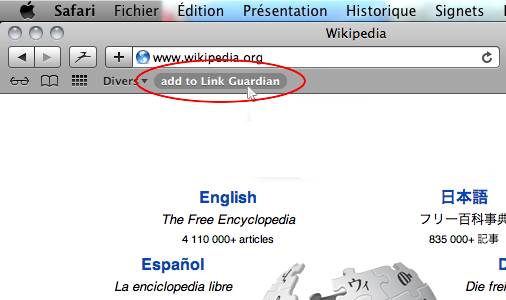 Safari Fichier Édition Présentation Historique Signets
Wikipedia
www.wikipedia.org
Divers add to Link Guardian
English 日本語
The Free Encyclopedia フリー百科事典
4 110 000+ articles 835 000+ 記事
Español D
La enciclopedia libre Die frei